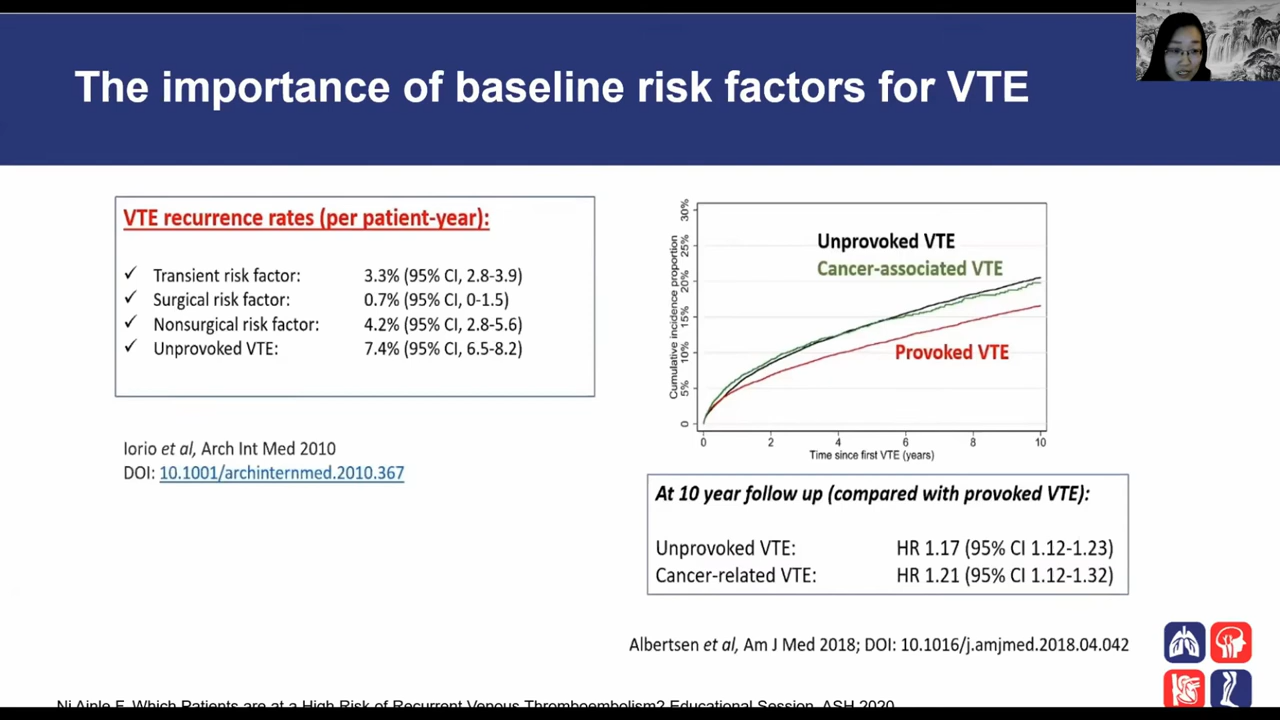 The importance of baseline risk factors for VTE
VTE recurrence rates (per patient-year):
✓ Transient risk factor: 3.3% (95% CI, 2.8-3.9)
✓ Surgical risk factor: 0.7% (95% CI, 0-1.5)
✓ Nonsurgical risk factor: 4.2% (95% CI, 2.8-5.6)
✓ Unprovoked VTE: 7.4% (95% CI, 6.5-8.2)
Iorio et al, Arch Int Med 2010
DOI: 10.1001/archinternmed.2010.367
Cumulative incidence proportion
30%
25%
20%
15%
10%
5%
0
Unprovoked VTE
Cancer-associated VTE
Provoked VTE
0 2 4 6 8 10
Time since first VTE (years)
At 10 year follow up (compared with provoked VTE):
Unprovoked VTE: HR 1.17 (95% CI 1.12-1.23)
Cancer-related VTE: HR 1.21 (95% CI 1.12-1.32)
Albertsen et al, Am J Med 2018; DOI: 10.1016/j.amjmed.2018.04.042
Ni Ainle F. Which Patients are at a High Risk of Recurrent Venous Thromboembolism? Educational Session, ASH 2020